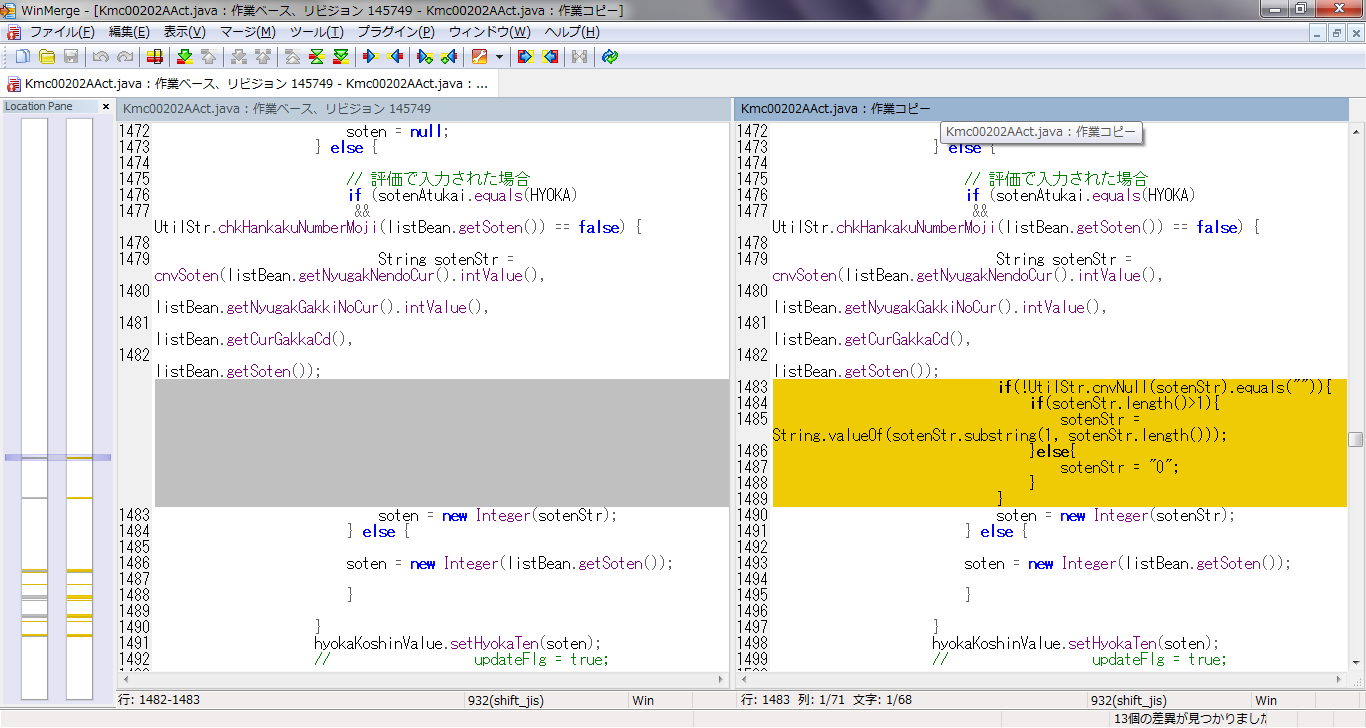 WinMerge - [Kmc00202AAct.java : 作業ベース、リビジョン 145749 - Kmc00202AAct.java : 作業コピー]
ファイル(F) 編集(E) 表示(V) マージ(M) ツール(T) プラグイン(P) ウィンドウ(W) ヘルプ(H)
Kmc00202AAct.java : 作業ベース、リビジョン 145749 - Kmc00202AAct.java : ...
Location Pane
Kmc00202AAct.java : 作業ベース、リビジョン 145749
1472 soten = null;
1473 } else {
1474
1475 // 評価で入力された場合
1476 if (sotenAtukai.equals(HYOKA)
1477 &&
UtilStr.chkHankakuNumberMoji(listBean.getSoten()) == false) {
1478
1479 String sotenStr =
cnvSoten(listBean.getNyugakNendoCur().intValue(),
1480
listBean.getNyugakGakkiNoCur().intValue(),
1481
listBean.getCurGakkaCd(),
1482
listBean.getSoten());
1483 soten = new Integer(sotenStr);
1484 } else {
1485
1486 soten = new Integer(listBean.getSoten());
1487
1488 }
1489
1490 }
1491 hyokaKoshinValue.setHyokaTen(soten);
1492 // updateFlg = true;
行: 1482-1483 932(shift_jis) Win
Kmc00202AAct.java : 作業コピー
Kmc00202AAct.java : 作業コピー
1472
1473 } else {
1474
1475 // 評価で入力された場合
1476 if (sotenAtukai.equals(HYOKA)
1477 &&
UtilStr.chkHankakuNumberMoji(listBean.getSoten()) == false) {
1478
1479 String sotenStr =
cnvSoten(listBean.getNyugakNendoCur().intValue(),
1480
listBean.getNyugakGakkiNoCur().intValue(),
1481
listBean.getCurGakkaCd(),
1482
listBean.getSoten());
1483 if(!UtilStr.cnvNull(sotenStr).equals("")){
1484 if(sotenStr.length()>1){
1485 sotenStr =
String.valueOf(sotenStr.substring(1, sotenStr.length()));
1486 }else{
1487 sotenStr = "0";
1488 }
1489 }
1490 soten = new Integer(sotenStr);
1491 } else {
1492
1493 soten = new Integer(listBean.getSoten());
1494
1495 }
1496
1497 }
1498 hyokaKoshinValue.setHyokaTen(soten);
1499 // updateFlg = true;
行: 1483 列: 1/71 文字: 1/68 932(shift_jis) Win
13個の差異が見つかりました